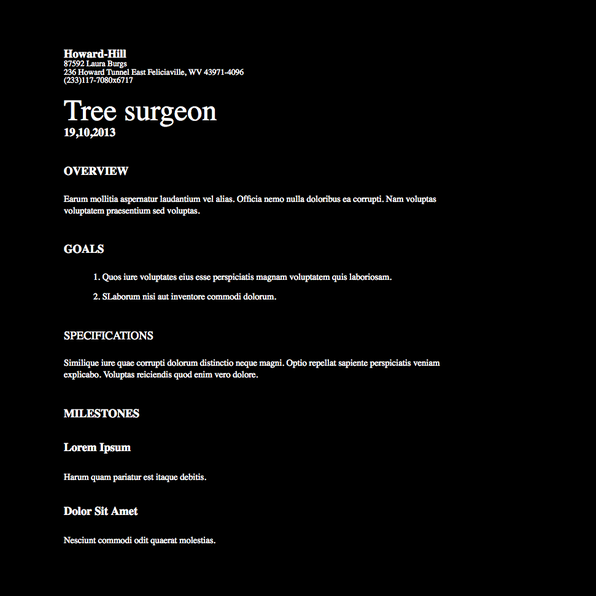 Howard-Hill
87592 Laura Burgs
236 Howard Tunnel East Feliciaville, WV 43971-4096
(233)117-7080x6717
Tree surgeon
19,10,2013
OVERVIEW
Earum mollitia aspernatur laudantium vel alias. Officia nemo nulla doloribus ea corrupti. Nam voluptas
voluptatem praesentium sed voluptas.
GOALS
1. Quos iure voluptates eius esse perspiciatis magnam voluptatem quis laboriosam.
2. SLaborum nisi aut inventore commodi dolorum.
SPECIFICATIONS
Similique iure quae corrupti dolorum distinctio neque magni. Optio repellat sapiente perspiciatis veniam
explicabo. Voluptas reiciendis quod enim vero dolore.
MILESTONES
Lorem Ipsum
Harum quam pariatur est itaque debitis.
Dolor Sit Amet
Nesciunt commodi odit quaerat molestias.